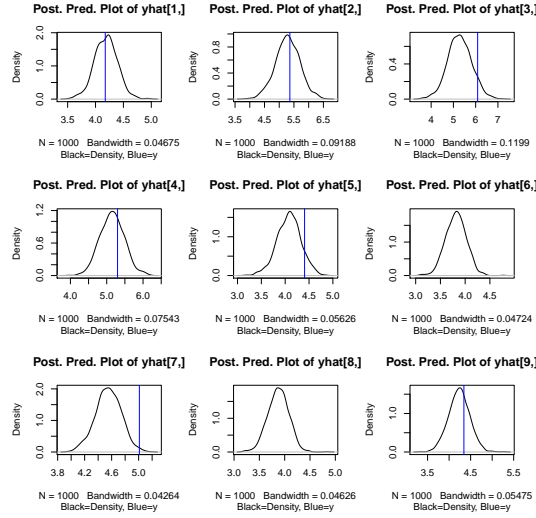 Post. Pred. Plot of yhat[1,]
Post. Pred. Plot of yhat[2,]
Post. Pred. Plot of yhat[3,]
Density
0.0 1.0 2.0
3.5 4.0 4.5 5.0
N = 1000 Bandwidth = 0.04675
Black=Density, Blue=y
Density
0.0 0.4 0.8
3.5 4.5 5.5 6.5
N = 1000 Bandwidth = 0.09188
Black=Density, Blue=y
Density
0.0 0.4
4 5 6 7
N = 1000 Bandwidth = 0.1199
Black=Density, Blue=y
Post. Pred. Plot of yhat[4,]
Post. Pred. Plot of yhat[5,]
Post. Pred. Plot of yhat[6,]
Density
0.0 0.6 1.2
4.0 5.0 6.0
N = 1000 Bandwidth = 0.07543
Black=Density, Blue=y
Density
0.0 1.0
3.0 3.5 4.0 4.5 5.0
N = 1000 Bandwidth = 0.05626
Black=Density, Blue=y
Density
0.0 1.0
3.0 3.5 4.0 4.5
N = 1000 Bandwidth = 0.04724
Black=Density, Blue=y
Post. Pred. Plot of yhat[7,]
Post. Pred. Plot of yhat[8,]
Post. Pred. Plot of yhat[9,]
Density
0.0 1.0 2.0
3.8 4.2 4.6 5.0
N = 1000 Bandwidth = 0.04264
Black=Density, Blue=y
Density
0.0 1.0
3.0 3.5 4.0 4.5 5.0
N = 1000 Bandwidth = 0.04626
Black=Density, Blue=y
Density
0.0 1.0
3.5 4.5 5.5
N = 1000 Bandwidth = 0.05475
Black=Density, Blue=y